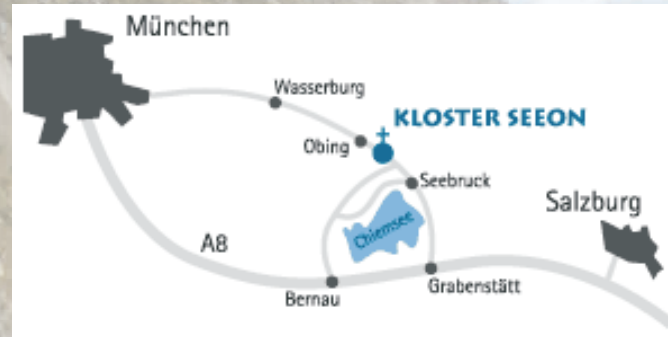 München
Wasserburg
KLOSTER SEEON
Obing
Seebruck
Salzburg
Chiemsee
A8
Grabenstätt
Bernau